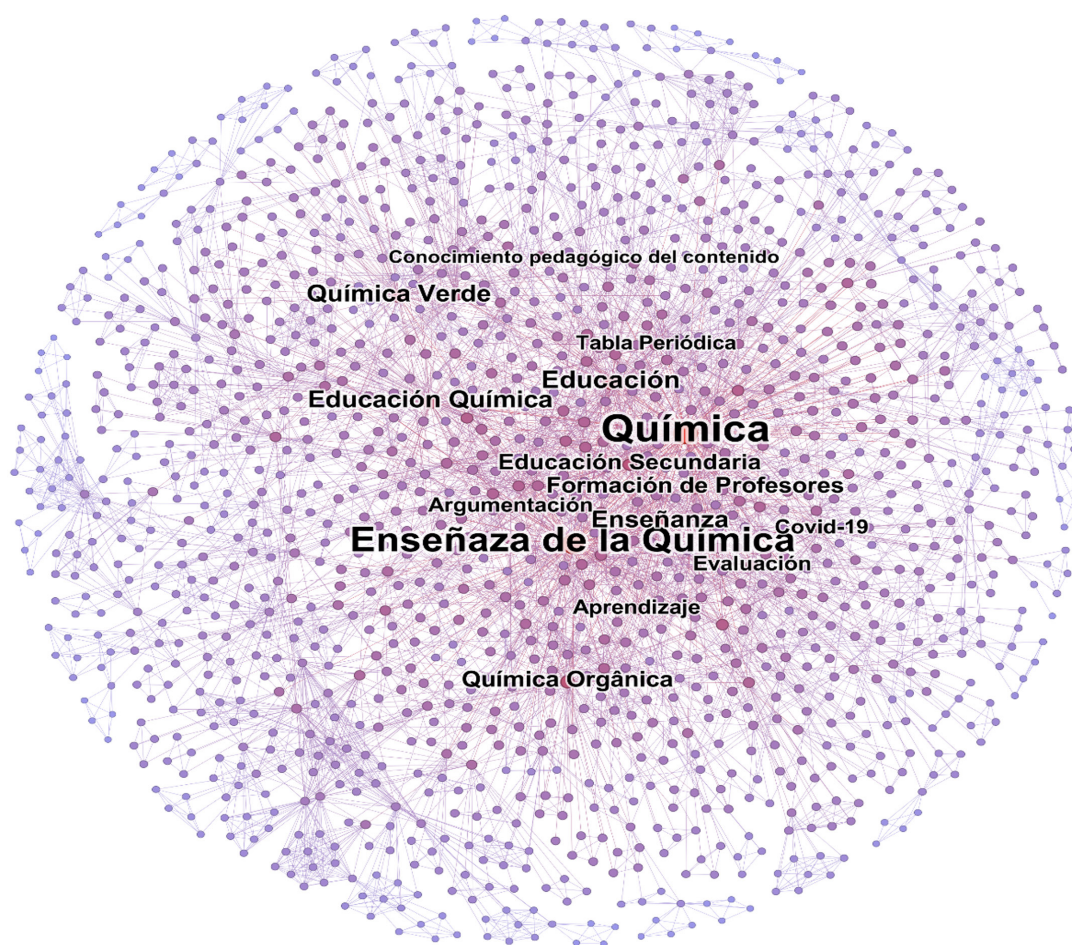 Conocimiento pedagógico del contenido
Química Verde
Tabla Periódica
Educación
Educación Química
Química
Educación Secundaria
Formación de Profesores
Argumentación
Enseñanza
Covid-19
Enseñaza de la Química
Evaluación
Aprendizaje
Química Orgânica